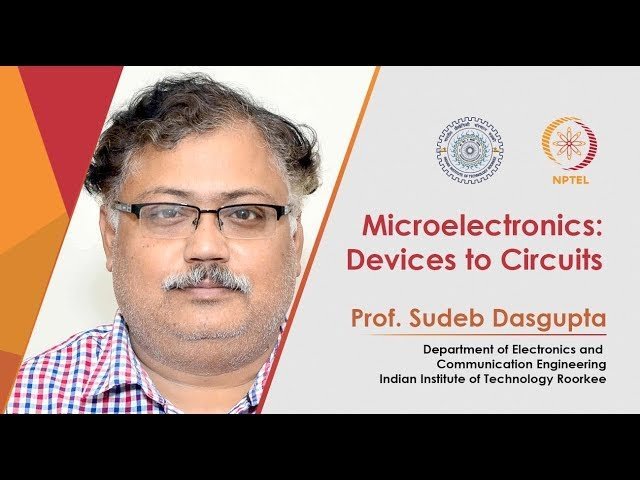 NPTEL
Microelectronics:
Devices to Circuits
Prof. Sudeb Dasgupta
Department of Electronics and
Communication Engineering
Indian Institute of Technology Roorkee